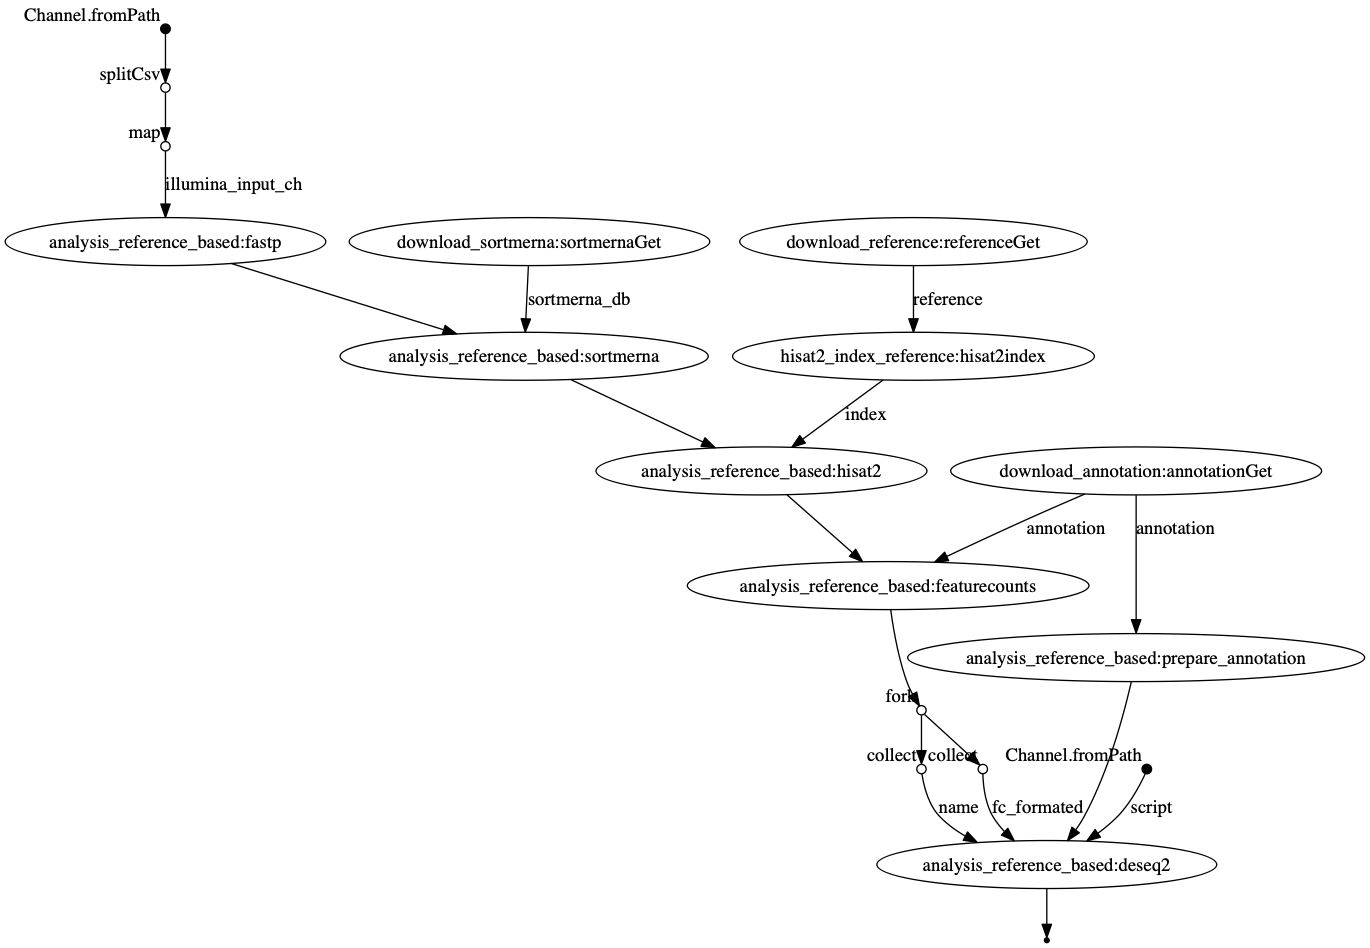 Channel.fromPath
splitCsv
map
illumina_input_ch
analysis_reference_based:fastp
download_sortmerna:sortmernaGet
download_reference:referenceGet
sortmerna_db
reference
analysis_reference_based:sortmerna
hisat2_index_reference:hisat2index
index
analysis_reference_based:hisat2
download_annotation:annotationGet
annotation
annotation
analysis_reference_based:featurecounts
analysis_reference_based:prepare_annotation
fork
collect
collect
Channel.fromPath
name
fc_formated
script
analysis_reference_based:deseq2